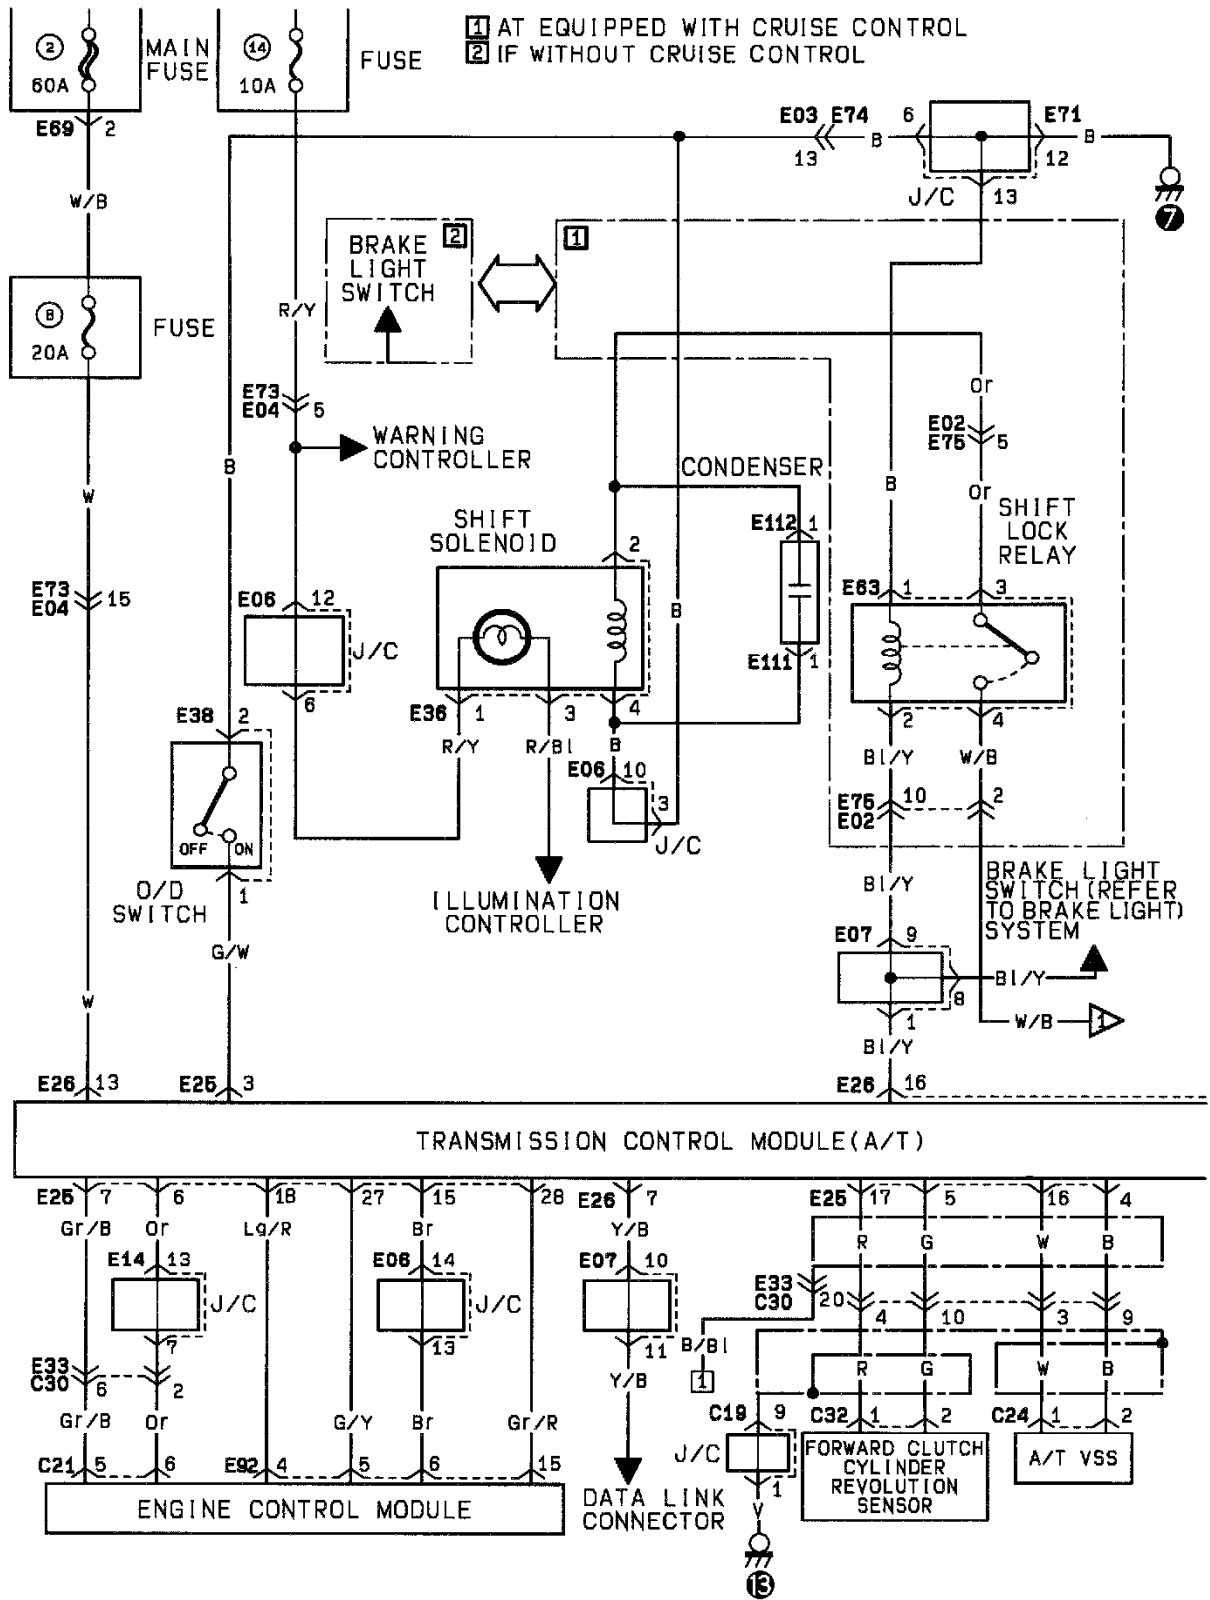 1 AT EQUIPPED WITH CRUISE CONTROL
2 IF WITHOUT CRUISE CONTROL
2
60A
MAIN
FUSE
14
10A
FUSE
E69 2
E03 E74
13
B
6
E71
12
B
J/C
13
7
W/B
BRAKE
LIGHT
SWITCH
2
1
8
20A
FUSE
R/Y
E73
E04 5
WARNING
CONTROLLER
Or
E02
E75 5
Or
B
B
W
CONDENSER
SHIFT
SOLENOID
2
E112 1
SHIFT
LOCK
RELAY
E73
E04 15
E06 12
J/C
6
B
E111 1
E63 1
3
2
4
E36 1
3
4
R/Y
R/Bl
B
Bl/Y
W/B
E38 2
OFF
ON
O/D
SWITCH
1
E06 10
3
J/C
E75 10
E02
2
ILLUMINATION
CONTROLLER
Bl/Y
BRAKE LIGHT
SWITCH(REFER
TO BRAKE LIGHT)
SYSTEM
G/W
E07 9
8
Bl/Y
1
W/B
1
Bl/Y
W
E26 13
E25 3
E26 16
TRANSMISSION CONTROL MODULE(A/T)
E25 7
6
18
27
15
28
E26 7
E25 17
5
16
4
Gr/B
Or
Lg/R
Br
Y/B
R
G
W
B
E14 13
J/C
7
E06 14
J/C
13
E07 10
11
E33
C30 20
4
10
3
9
B/Bl
1
E33
C30 6
2
Y/B
R
G
W
B
Gr/B
Or
G/Y
Br
Gr/R
C19 9
J/C
1
C32 1
2
C24 1
2
C21 5
6
E92 4
5
6
15
ENGINE CONTROL MODULE
DATA LINK
CONNECTOR
FORWARD CLUTCH
CYLINDER
REVOLUTION
SENSOR
A/T VSS
V
13